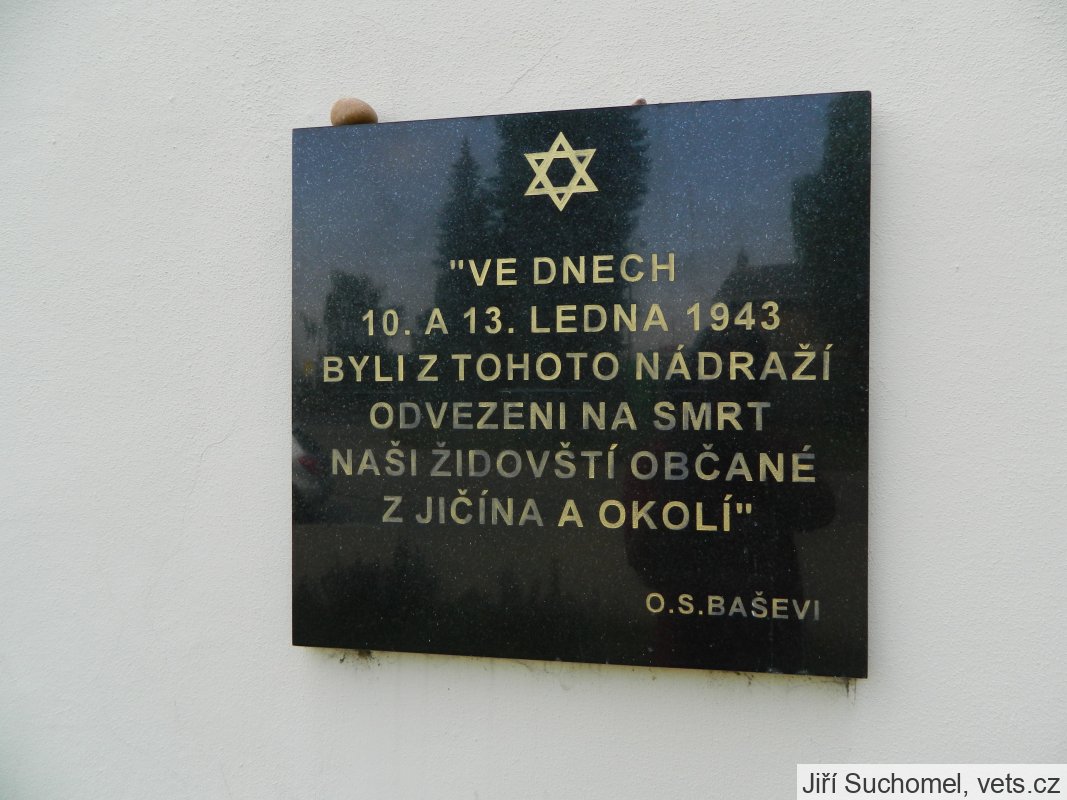 "VE DNECH
10. A 13. LEDNA 1943
BYLI Z TOHOTO NÁDRAŽÍ
ODVEZENI NA SMRT
NAŠI ŽIDOVŠTÍ OBČANÉ
Z JIČÍNA A OKOLÍ"
O.S.BAŠEVI
Jiří Suchomel, vets.cz